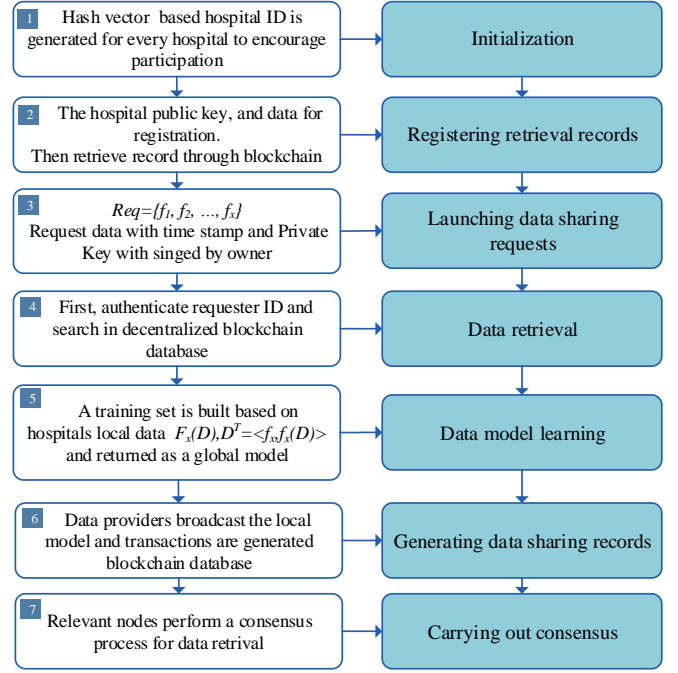 1
Hash vector based hospital ID is
generated for every hospital to encourage
participation
Initialization
2
The hospital public key, and data for
registration.
Then retrieve record through blockchain
Registering retrieval records
3
Req={f1, f2, ..., fx}
Request data with time stamp and Private
Key with singed by owner
Launching data sharing
requests
4
First, authenticate requester ID and
search in decentralized blockchain
database
Data retrieval
5
A training set is built based on
hospitals local data Fx(D),D^T=<fx,fx(D)>
and returned as a global model
Data model learning
6
Data providers broadcast the local
model and transactions are generated
blockchain database
Generating data sharing records
7
Relevant nodes perform a consensus
process for data retrival
Carrying out consensus